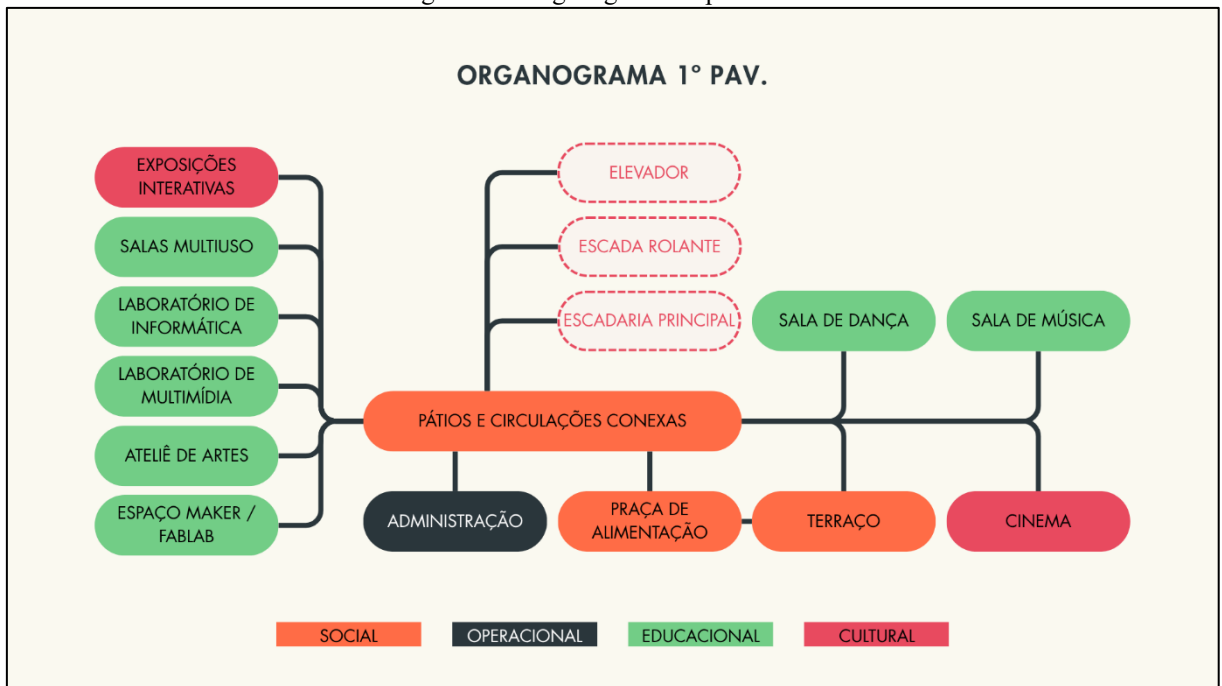 ORGANOGRAMA 1º PAV.
EXPOSIÇÕES
INTERATIVAS
SALAS MULTIUSO
LABORATÓRIO DE
INFORMÁTICA
LABORATÓRIO DE
MULTIMÍDIA
ATELIÊ DE ARTES
ESPAÇO MAKER /
FABLAB
ELEVADOR
ESCADA ROLANTE
ESCADARIA PRINCIPAL
SALA DE DANÇA
SALA DE MÚSICA
PÁTIOS E CIRCULAÇÕES CONEXAS
ADMINISTRAÇÃO
PRAÇA DE
ALIMENTAÇÃO
TERRAÇO
CINEMA
SOCIAL
OPERACIONAL
EDUCACIONAL
CULTURAL